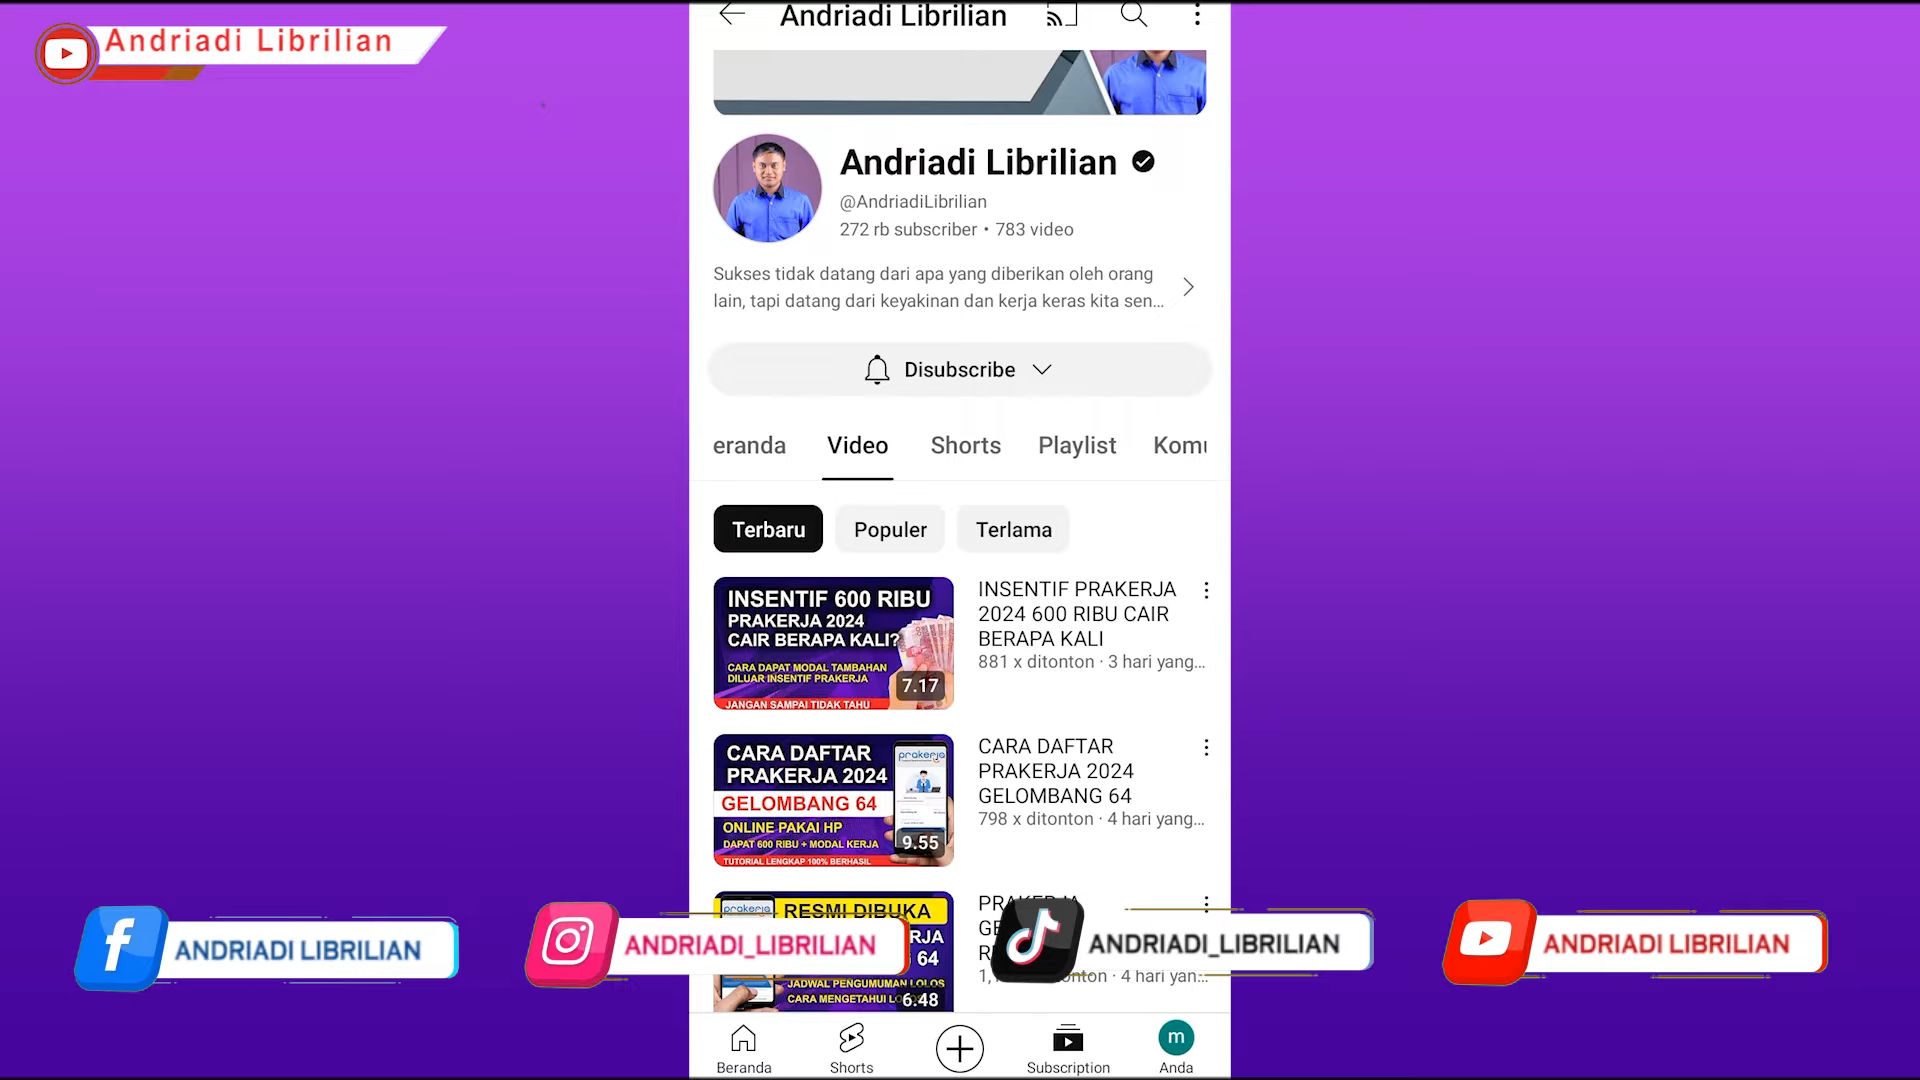 Andriadi Librilian
Andriadi Librilian
Andriadi Librilian
@AndriadiLibrilian
272 rb subscriber • 783 video
Sukses tidak datang dari apa yang diberikan oleh orang
lain, tapi datang dari keyakinan dan kerja keras kita sen...
Disubscribe
eranda Video Shorts Playlist Komu
Terbaru Populer Terlama
INSENTIF 600 RIBU
PRAKERJA 2024
CAIR BERAPA KALI?
CARA DAPAT MODAL TAMBAHAN
DILUAR INSENTIF PRAKERJA
JANGAN SAMPAI TIDAK TAHU
7.17
INSENTIF PRAKERJA
2024 600 RIBU CAIR
BERAPA KALI
881 x ditonton · 3 hari yang...
CARA DAFTAR
PRAKERJA 2024
GELOMBANG 64
ONLINE PAKAI HP
DAPAT 600 RIBU + MODAL KERJA
TUTORIAL LENGKAP 100% BERHASIL
prakerja
9.55
CARA DAFTAR
PRAKERJA 2024
GELOMBANG 64
798 x ditonton · 4 hari yang...
prakerja
RESMI DIBUKA
RJA
64
JADWAL PENGUMUMAN LOLOS
CARA MENGETAHUI
6.48
PRAKERJA
4 hari yan...
ANDRIADI LIBRILIAN
ANDRIADI_LIBRILIAN
ANDRIADI_LIBRILIAN
ANDRIADI LIBRILIAN
Beranda Shorts Subscription m Anda